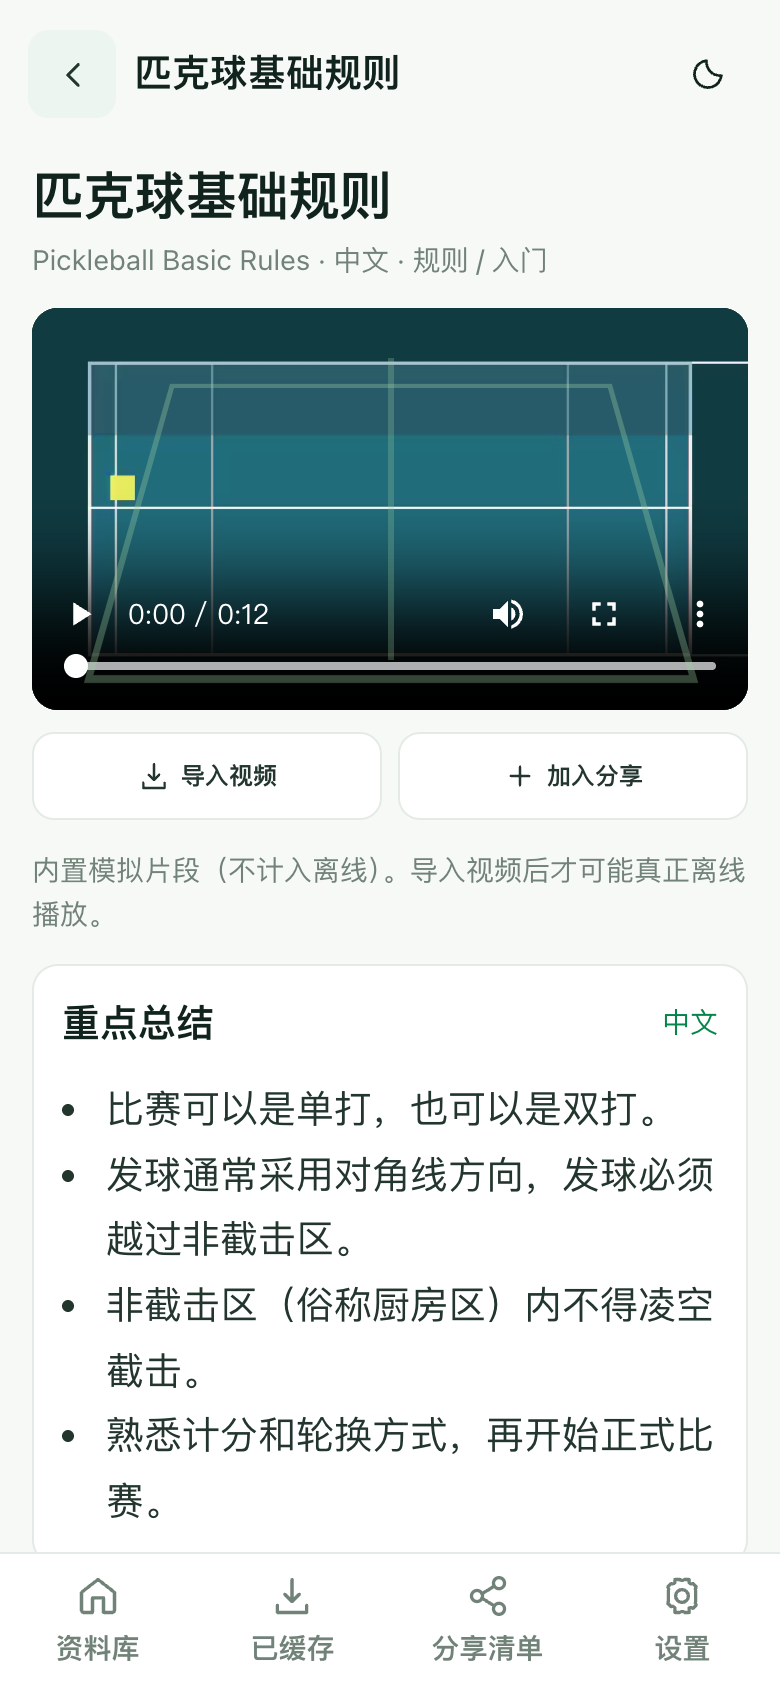 匹克球基础规则
匹克球基础规则
Pickleball Basic Rules · 中文 · 规则 / 入门
0:00 / 0:12
导入视频
加入分享
内置模拟片段（不计入离线）。导入视频后才可能真正离线
播放。
重点总结
中文
• 比赛可以是单打，也可以是双打。
• 发球通常采用对角线方向，发球必须
越过非截击区。
• 非截击区（俗称厨房区）内不得凌空
截击。
• 熟悉计分和轮换方式，再开始正式比
赛。
资料库
已缓存
分享清单
设置